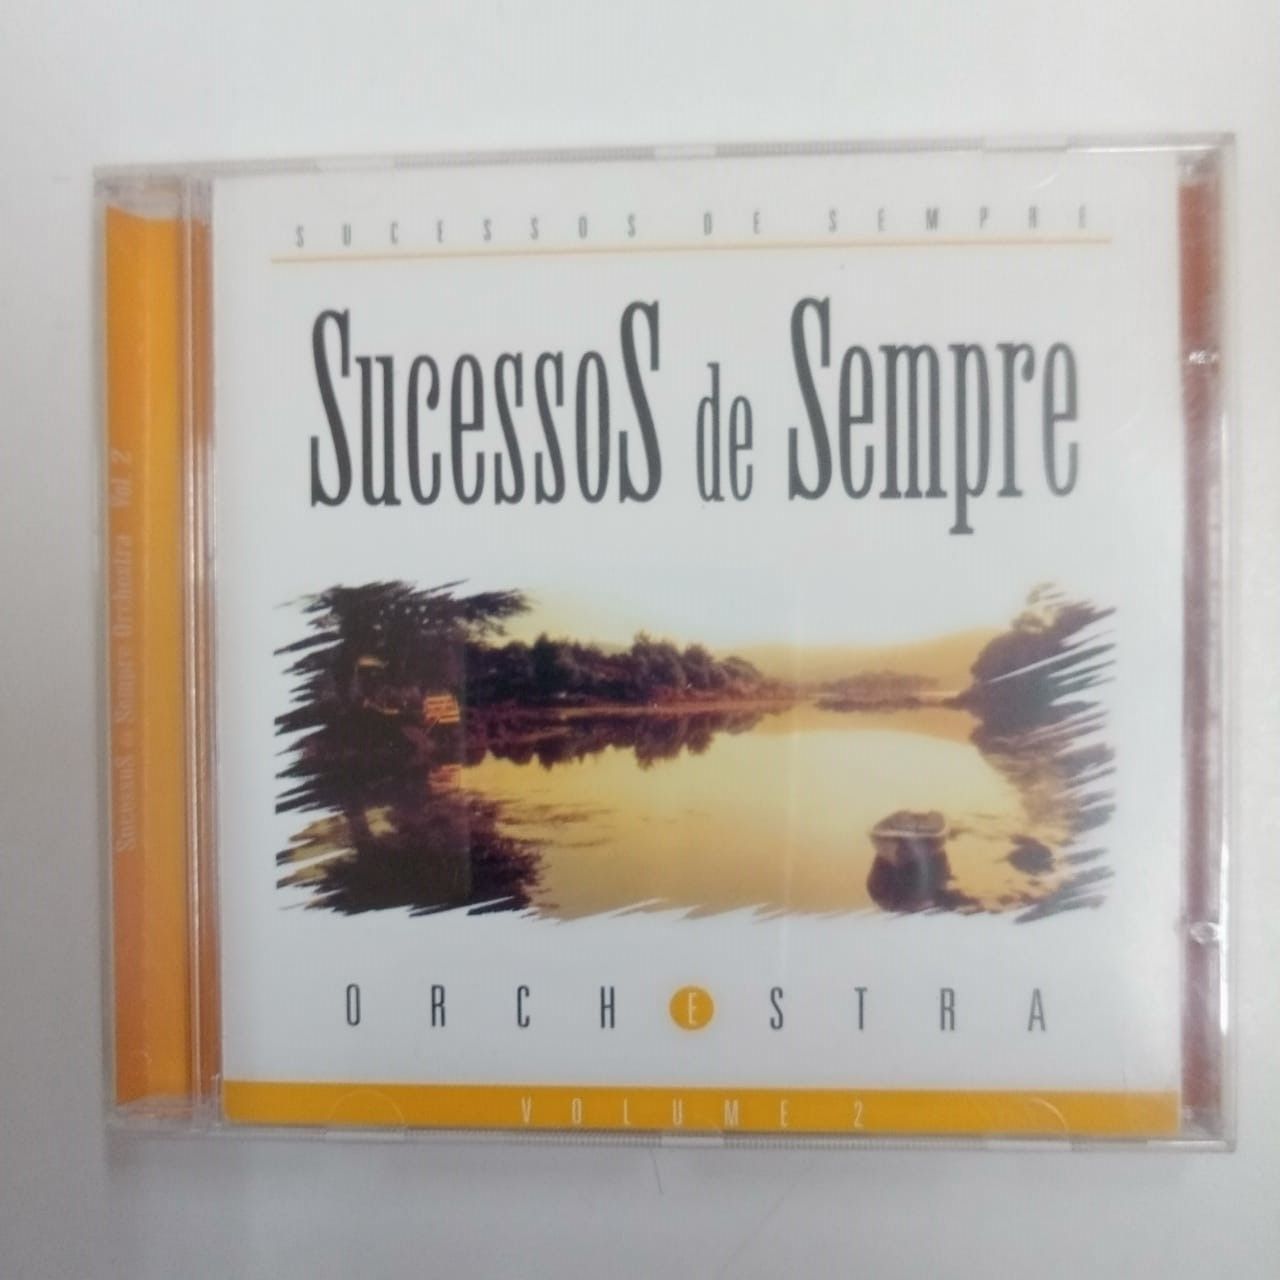 SUCESSOS DE SEMPRE
SucessoS de Sempre
ORCHESTRA
VOLUME 2
SucessoS de Sempre Orchestra Vol. 2